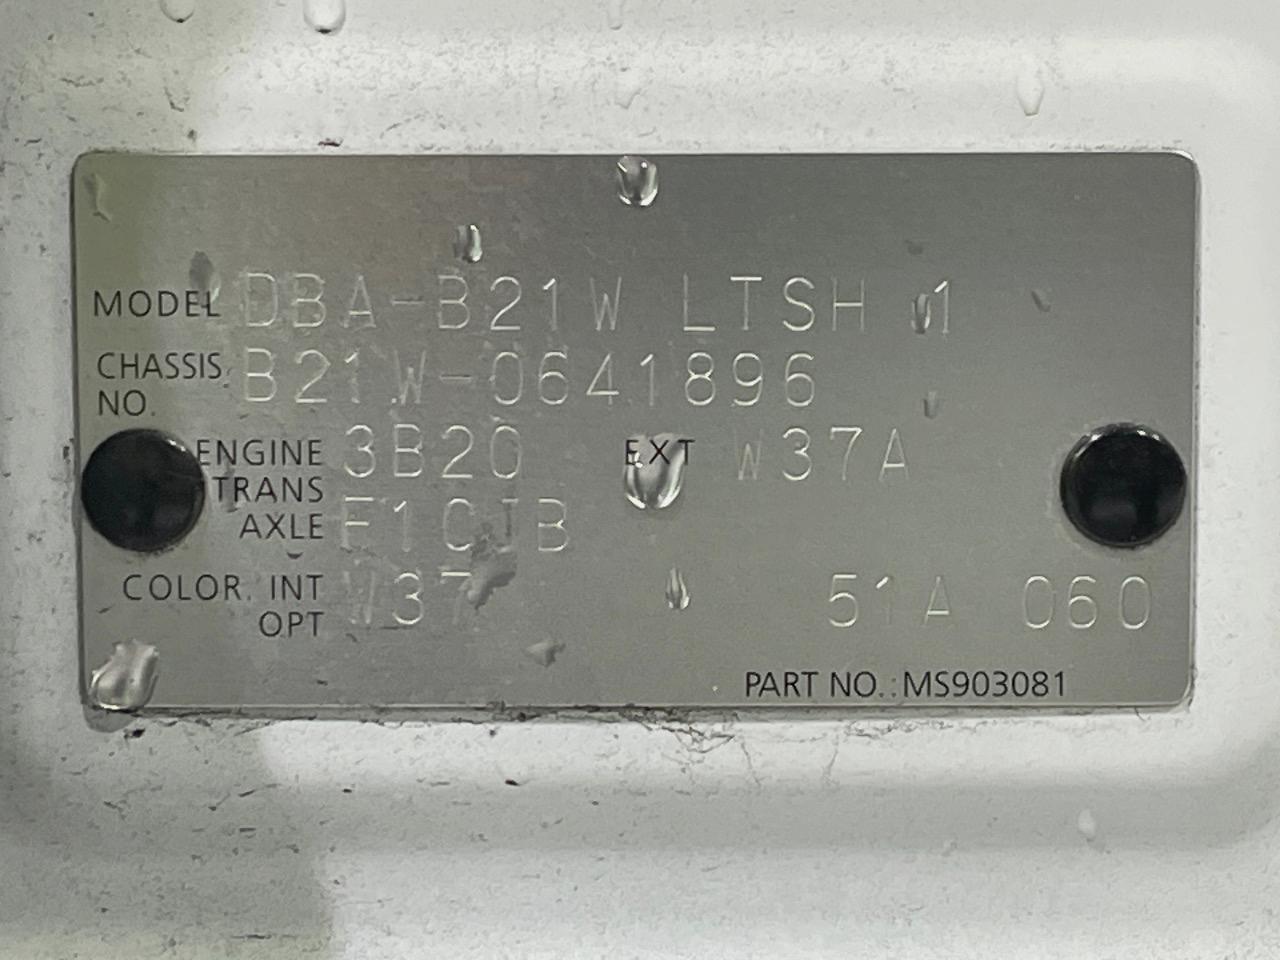 MODEL DBA-B21W LTSH 1
CHASSIS NO. B21W-0641896
ENGINE 3B20 EXT W37A
TRANS AXLE F1CJB
COLOR, INT OPT W37 51A 060
PART NO.: MS903081